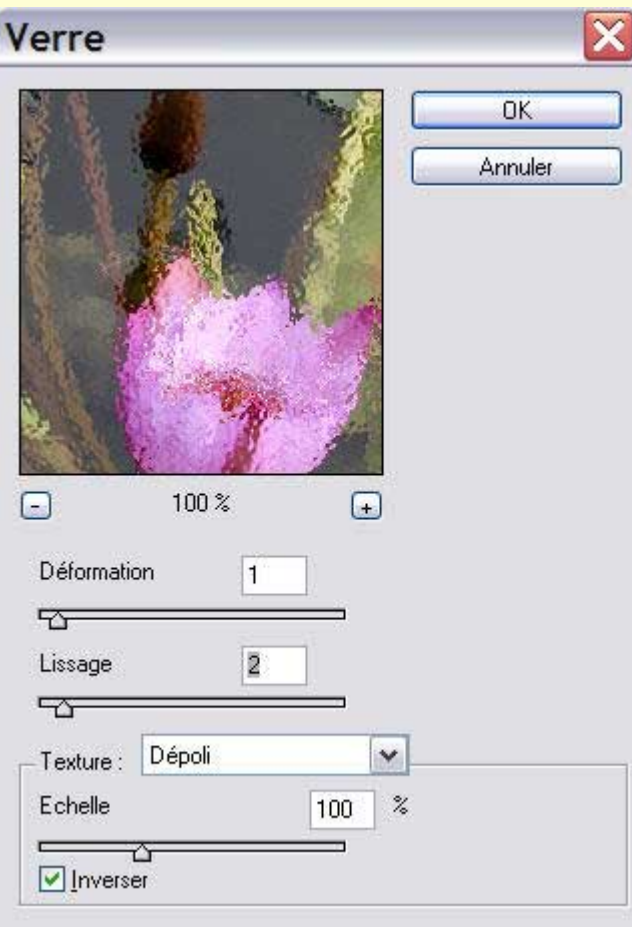 Verre
OK
Annuler
- 100 % +
Déformation 1
Lissage 2
Texture : Dépoli
Echelle 100 %
Inverser